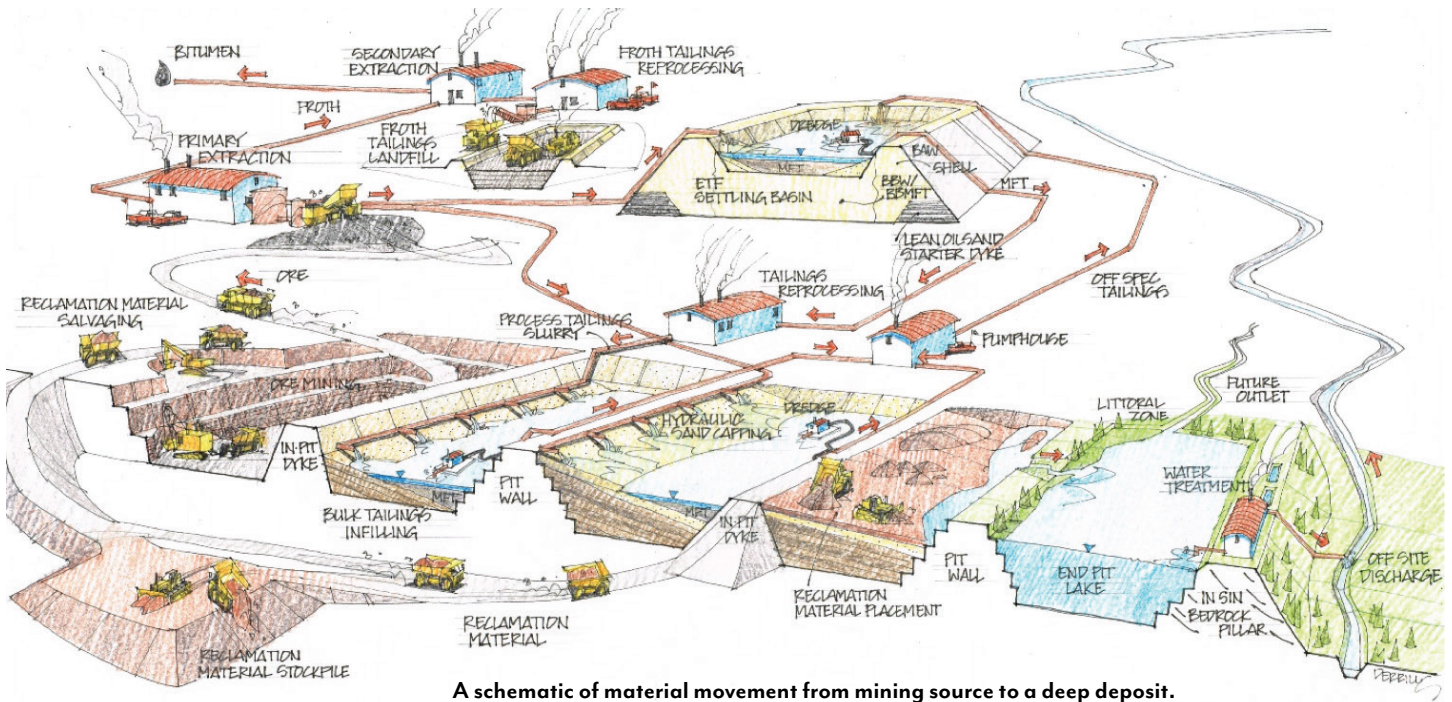 BITUMEN
SECONDARY
EXTRACTION
FROTH TAILINGS
REPROCESSING
FROTH
FROTH
TAILINGS
LANDFILL
PRIMARY
EXTRACTION
DREDGE
MFT
BAW
SHELL
ETF
SETTLING BASIN
BBW/
BBMFT
MFT
LEAN OILSAND
STARTER DYKE
OFF SPEC
TAILINGS
ORE
TAILINGS
REPROCESSING
RECLAMATION MATERIAL
SALVAGING
PROCESS TAILINGS
SLURRY
PUMPHOUSE
ORE MINING
FUTURE
OUTLET
LITTORAL
ZONE
HYDRAULIC
SAND CAPPING
DREDGE
IN-PIT
DYKE
PIT
WALL
MFT
WATER
TREATMENT
BULK TAILINGS
INFILLING
MFT
IN-PIT
DYKE
PIT
WALL
END PIT
LAKE
OFF SITE
DISCHARGE
RECLAMATION
MATERIAL PLACEMENT
IN SIN
BEDROCK
PILLAR
RECLAMATION
MATERIAL
RECLAMATION
MATERIAL STOCKPILE
DERRILL
A schematic of material movement from mining source to a deep deposit.